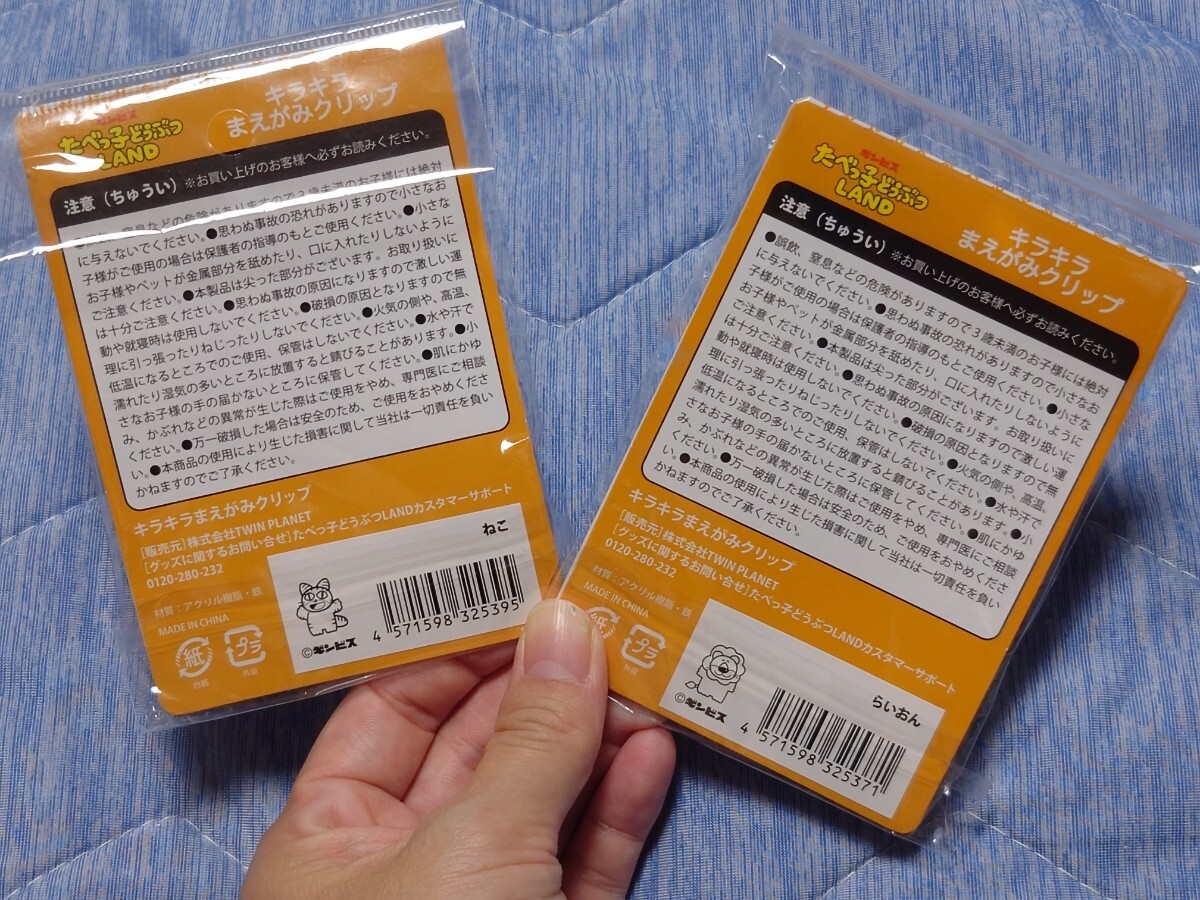 ギンビス
たべっ子どうぶつ
LAND
キラキラ
まえがみクリップ
注意（ちゅうい）※お買い上げのお客様へ必ずお読みください。
窒息などの危険がありますので3歳未満のお子様には絶対
に与えないでください。●思わぬ事故の恐れがありますので小さなお
子様がご使用の場合は保護者の指導のもとご使用ください。●小さな
お子様やペットが金属部分を舐めたり、口に入れたりしないように
ご注意ください。●本製品は尖った部分がございます。お取り扱いに
は十分ご注意ください。●思わぬ事故の原因になりますので激しい運
動や就寝時は使用しないでください。●破損の原因となりますので無
理に引っ張ったりねじったりしないでください。●火気の側や、高温、
低温になるところでのご使用、保管はしないでください。●水や汗で
濡れたり湿気の多いところに放置すると錆びることがあります。●小
さなお子様の手の届かないところに保管してください。●肌にかゆ
み、かぶれなどの異常が生じた際はご使用をやめ、専門医にご相談
ください。●万一破損した場合は安全のため、ご使用をおやめくださ
い。●本商品の使用により生じた損害に関して当社は一切責任を負い
かねますのでご了承ください。
キラキラまえがみクリップ
[販売元]株式会社TWIN PLANET
[グッズに関するお問い合せ]たべっ子どうぶつLANDカスタマーサポート
0120-280-232
材質：アクリル樹脂・鉄
MADE IN CHINA
紙
台紙
プラ
外袋
ねこ
©ギンビス
4 571598 325395
ギンビス
たべっ子どうぶつ
LAND
キラキラ
まえがみクリップ
注意（ちゅうい）※お買い上げのお客様へ必ずお読みください。
●誤飲、窒息などの危険がありますので3歳未満のお子様には絶対
に与えないでください。●思わぬ事故の恐れがありますので小さなお
子様がご使用の場合は保護者の指導のもとご使用ください。●小さな
お子様やペットが金属部分を舐めたり、口に入れたりしないように
ご注意ください。●本製品は尖った部分がございます。お取り扱いに
は十分ご注意ください。●思わぬ事故の原因になりますので激しい運
動や就寝時は使用しないでください。●破損の原因となりますので無
理に引っ張ったりねじったりしないでください。●火気の側や、高温、
低温になるところでのご使用、保管はしないでください。●水や汗で
濡れたり湿気の多いところに放置すると錆びることがあります。●小
さなお子様の手の届かないところに保管してください。●肌にかゆ
み、かぶれなどの異常が生じた際はご使用をやめ、専門医にご相談
ください。●万一破損した場合は安全のため、ご使用をおやめくださ
い。●本商品の使用により生じた損害に関して当社は一切責任を負い
かねますのでご了承ください。
キラキラまえがみクリップ
[販売元]株式会社TWIN PLANET
[グッズに関するお問い合せ]たべっ子どうぶつLANDカスタマーサポート
0120-280-232
材質：アクリル樹脂・鉄
MADE IN CHINA
紙
プラ
外袋
らいおん
©ギンビス
4 571598 325371